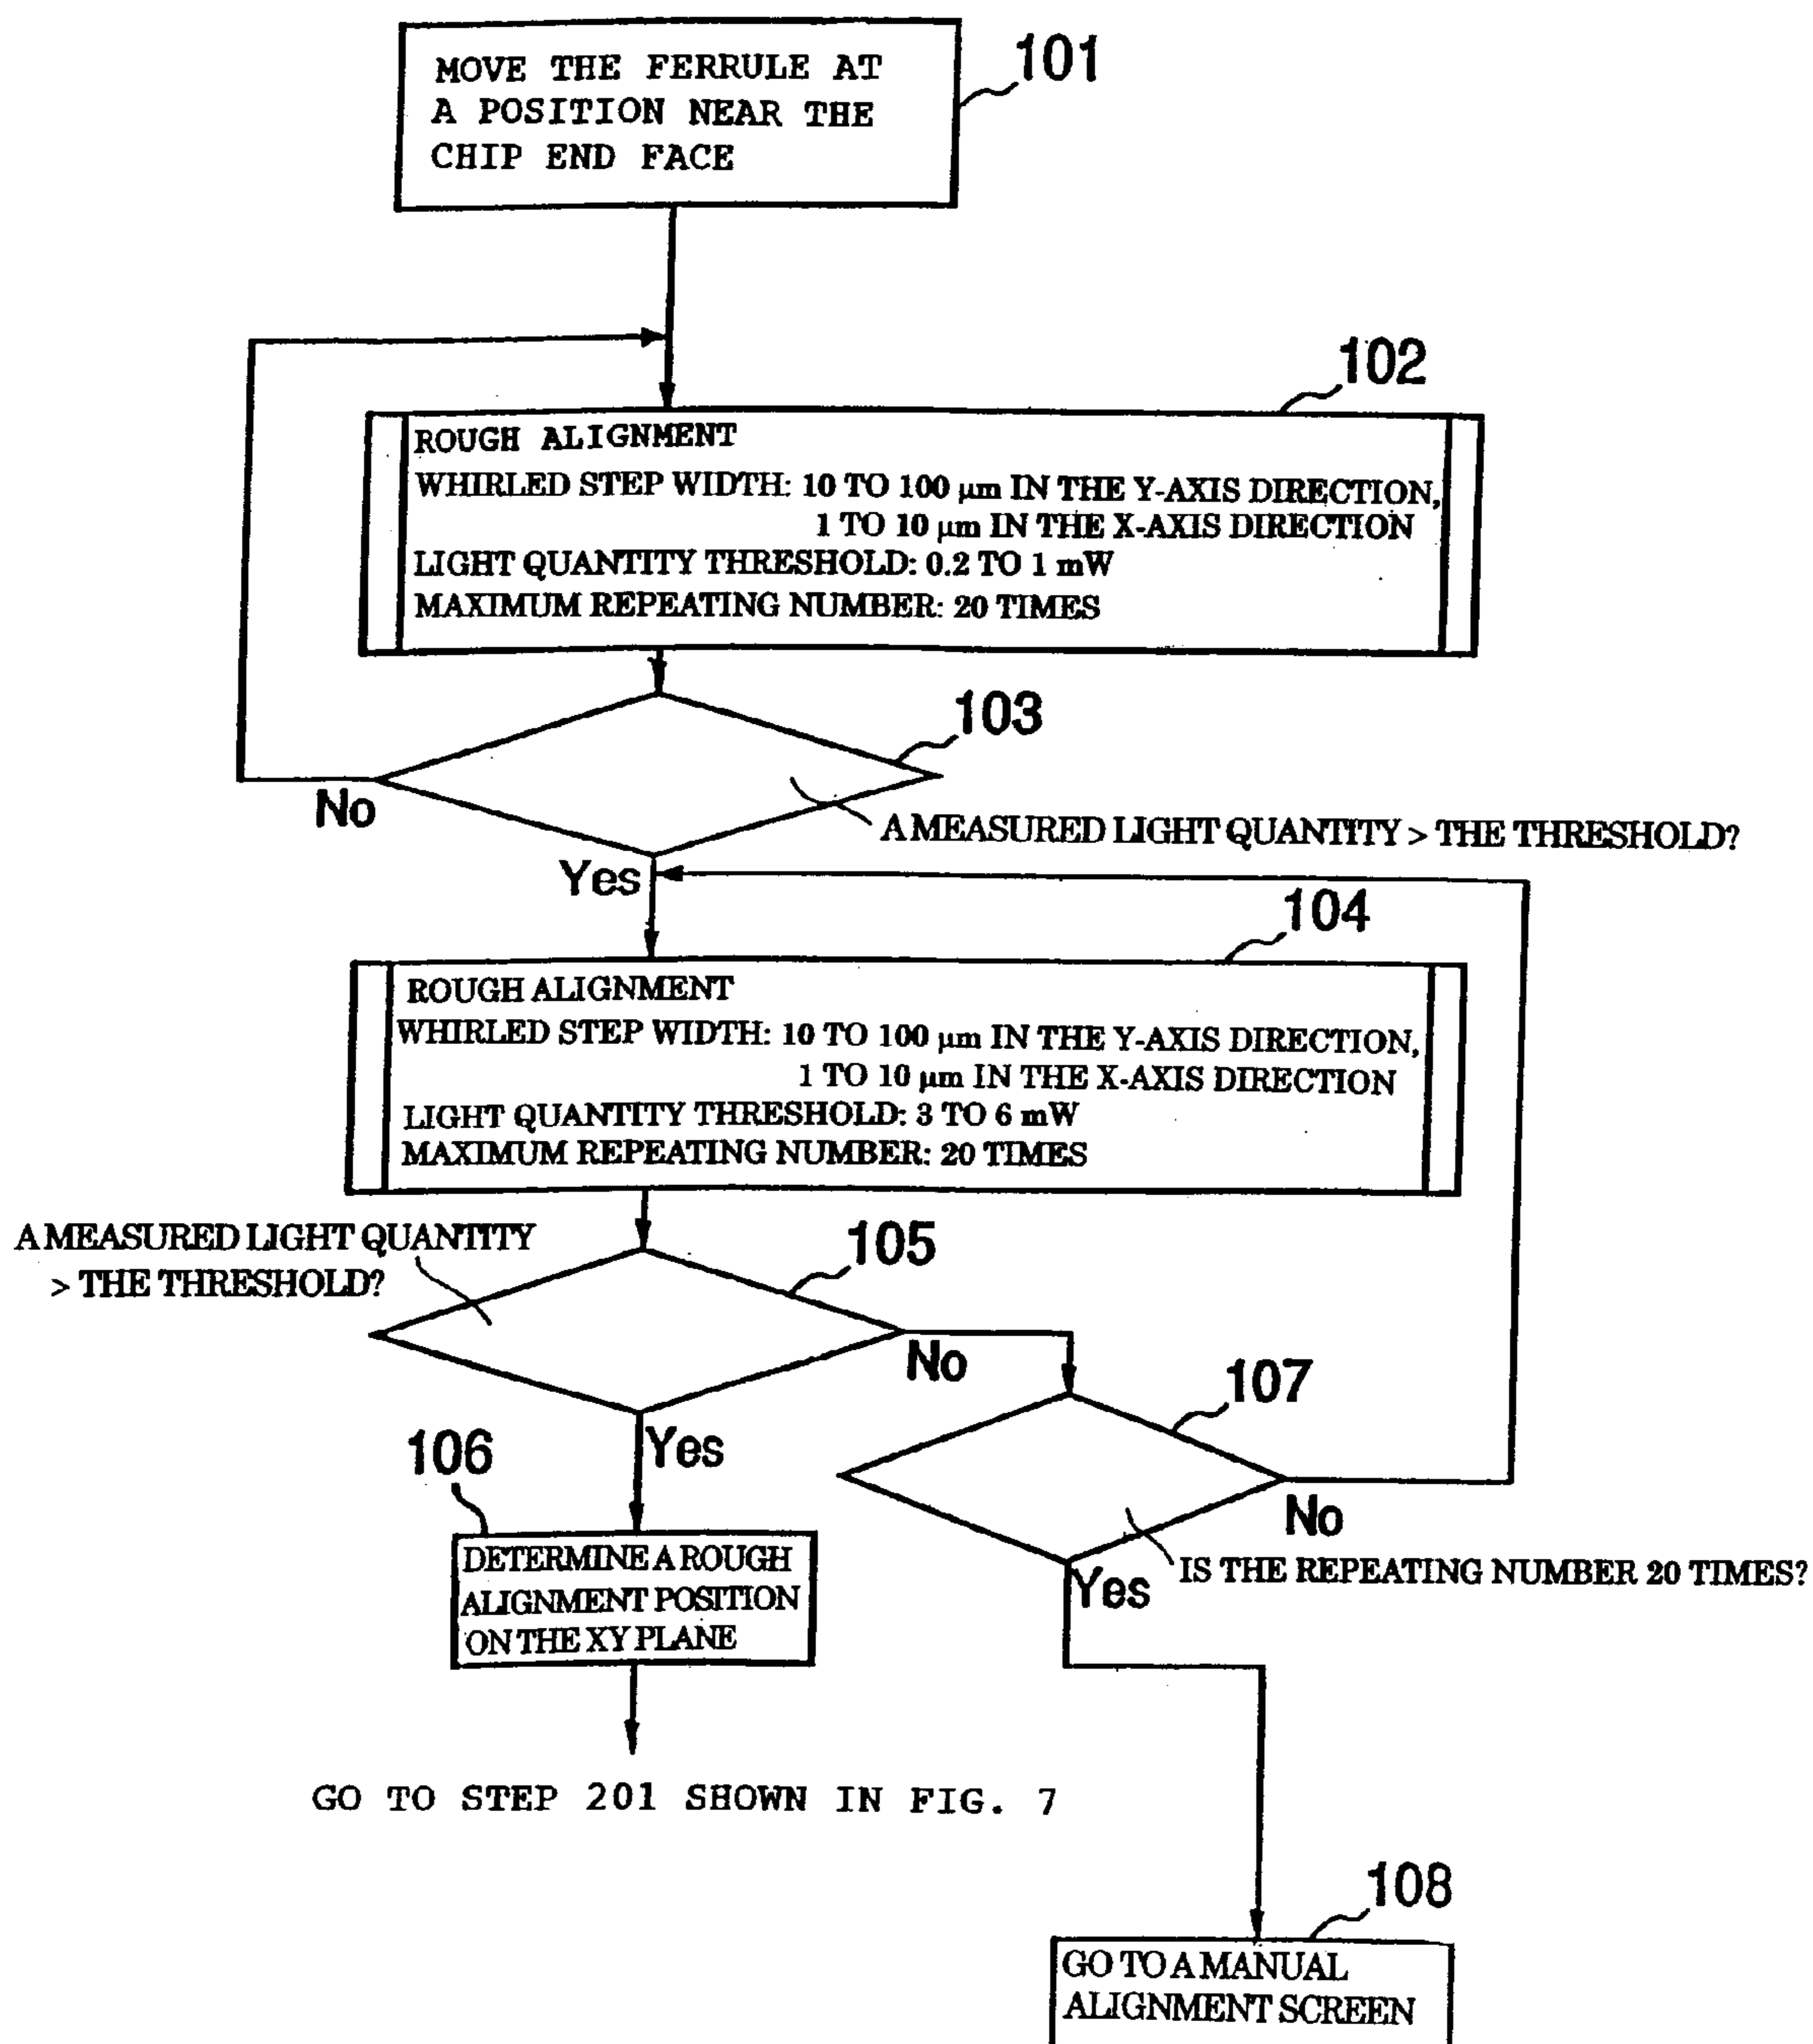 MOVE THE FERRULE AT
A POSITION NEAR THE
CHIP END FACE
101
102
ROUGH ALIGNMENT
WHIRLED STEP WIDTH: 10 TO 100 μm IN THE Y-AXIS DIRECTION,
1 TO 10 μm IN THE X-AXIS DIRECTION
LIGHT QUANTITY THRESHOLD: 0.2 TO 1 mW
MAXIMUM REPEATING NUMBER: 20 TIMES
103
No
A MEASURED LIGHT QUANTITY > THE THRESHOLD?
Yes
104
ROUGH ALIGNMENT
WHIRLED STEP WIDTH: 10 TO 100 μm IN THE Y-AXIS DIRECTION,
1 TO 10 μm IN THE X-AXIS DIRECTION
LIGHT QUANTITY THRESHOLD: 3 TO 6 mW
MAXIMUM REPEATING NUMBER: 20 TIMES
A MEASURED LIGHT QUANTITY
> THE THRESHOLD?
105
No
107
106
Yes
No
DETERMINE A ROUGH
ALIGNMENT POSITION
ON THE XY PLANE
IS THE REPEATING NUMBER 20 TIMES?
Yes
GO TO STEP 201 SHOWN IN FIG. 7
108
GO TO A MANUAL
ALIGNMENT SCREEN